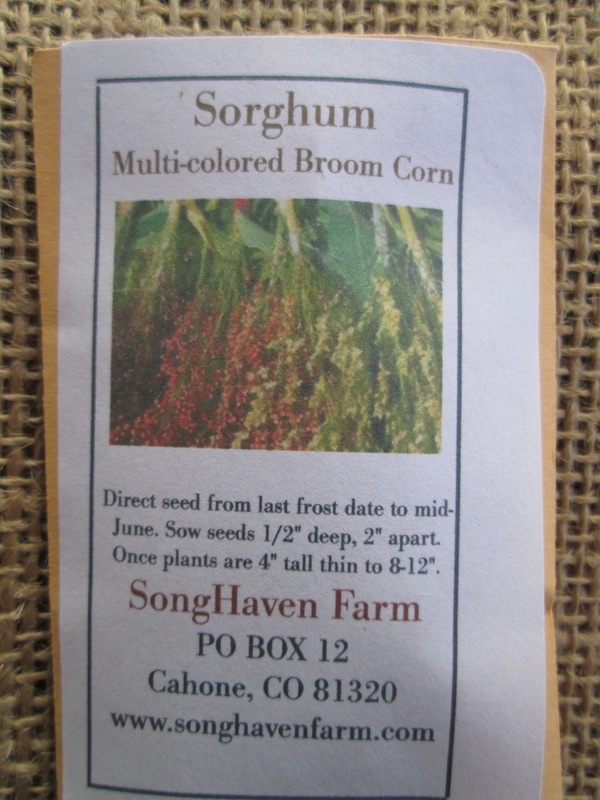 Sorghum
Multi-colored Broom Corn
Direct seed from last frost date to mid-
June. Sow seeds 1/2" deep, 2" apart.
Once plants are 4" tall thin to 8-12".
SongHaven Farm
PO BOX 12
Cahone, CO 81320
www.songhavenfarm.com